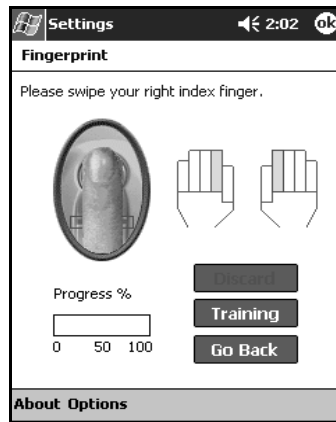 Settings 2:02 ok
Fingerprint
Please swipe your right index finger.
Progress %
0 50 100
Discard
Training
Go Back
About Options